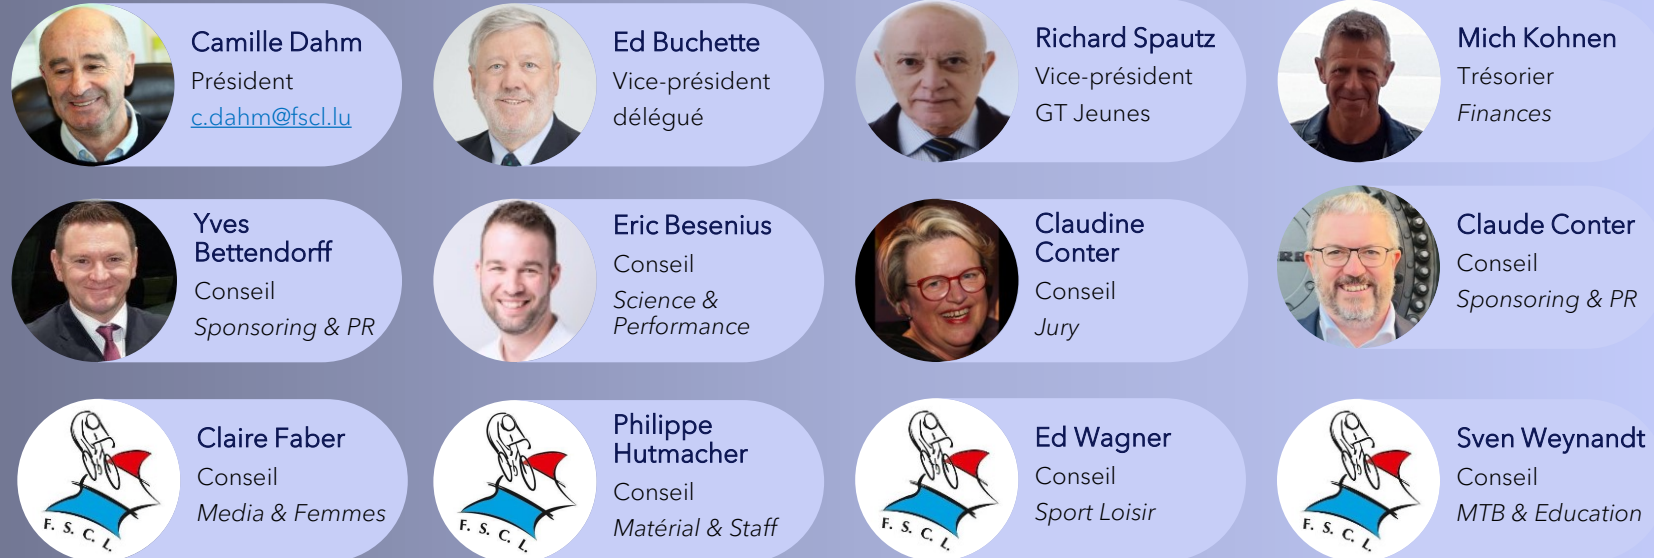 Camille Dahm
Président
c.dahm@fscl.lu
Ed Buchette
Vice-président
délégué
Richard Spautz
Vice-président
GT Jeunes
Mich Kohnen
Trésorier
Finances
Yves
Bettendorff
Conseil
Sponsoring & PR
Eric Besenius
Conseil
Science &
Performance
Claudine
Conter
Conseil
Jury
Claude Conter
Conseil
Sponsoring & PR
Claire Faber
Conseil
Media & Femmes
F. S. C. L.
Philippe
Hutmacher
Conseil
Matérial & Staff
F. S. C. L.
Ed Wagner
Conseil
Sport Loisir
F. S. C. L.
Sven Weynandt
Conseil
MTB & Education
F. S. C. L.